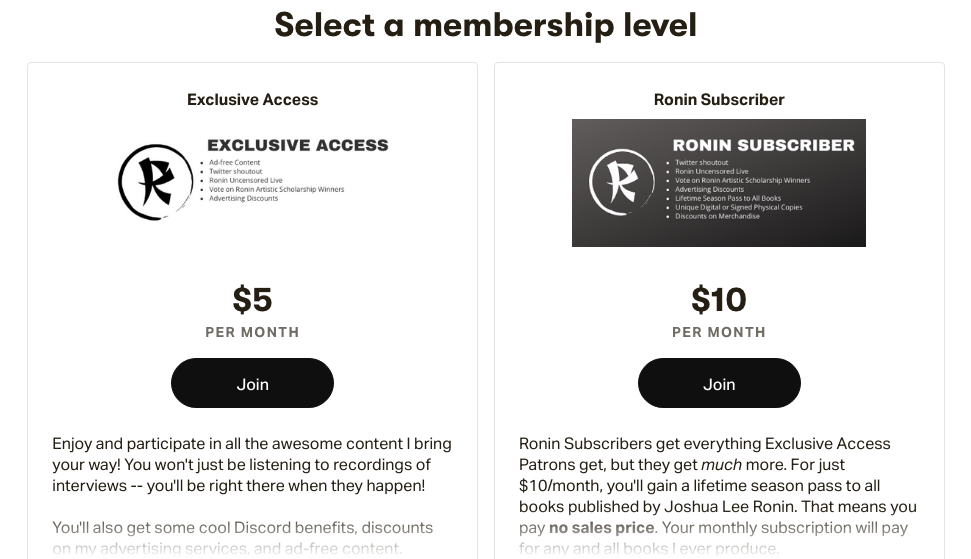 Select a membership level
Exclusive Access
EXCLUSIVE ACCESS
• Ad-free Content
• Twitter shoutout
• Ronin Uncensored Live
• Vote on Ronin Artistic Scholarship Winners
• Advertising Discounts
R
$5
PER MONTH
Join
Enjoy and participate in all the awesome content I bring
your way! You won't just be listening to recordings of
interviews -- you'll be right there when they happen!
You'll also get some cool Discord benefits, discounts
on my advertising services, and ad-free content.
Ronin Subscriber
RONIN SUBSCRIBER
• Twitter shoutout
• Ronin Uncensored Live
• Vote on Ronin Artistic Scholarship Winners
• Advertising Discounts
• Lifetime Season Pass to All Books
• Unique Digital or Signed Physical Copies
• Discounts on Merchandise
R
$10
PER MONTH
Join
Ronin Subscribers get everything Exclusive Access
Patrons get, but they get much more. For just
$10/month, you'll gain a lifetime season pass to all
books published by Joshua Lee Ronin. That means you
pay no sales price. Your monthly subscription will pay
for any and all books I ever produce.